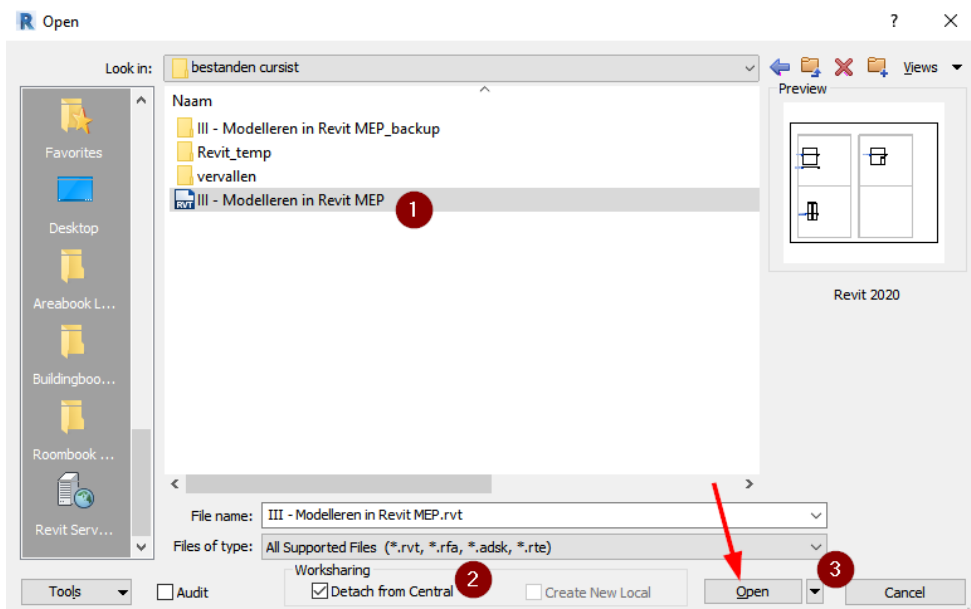 R Open ? ×
Look in: bestanden cursist Views
Naam
Preview
III - Modelleren in Revit MEP_backup
Revit_temp
vervallen
RVT III - Modelleren in Revit MEP 1
Favorites
Desktop
Areabook L...
Buildingboo...
Roombook ...
Revit Serv...
Revit 2020
File name: III - Modelleren in Revit MEP.rvt
Files of type: All Supported Files (*.rvt, *.rfa, *.adsk, *.rte)
Worksharing
Tools Audit Detach from Central 2 Create New Local Open 3 Cancel